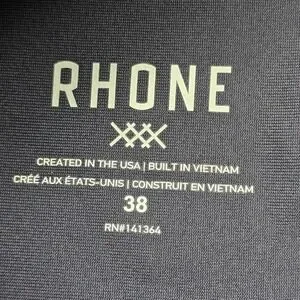 RHONE
CREATED IN THE USA | BUILT IN VIETNAM
CRÉÉ AUX ÉTATS-UNIS | CONSTRUIT EN VIETNAM
38
RN#141364